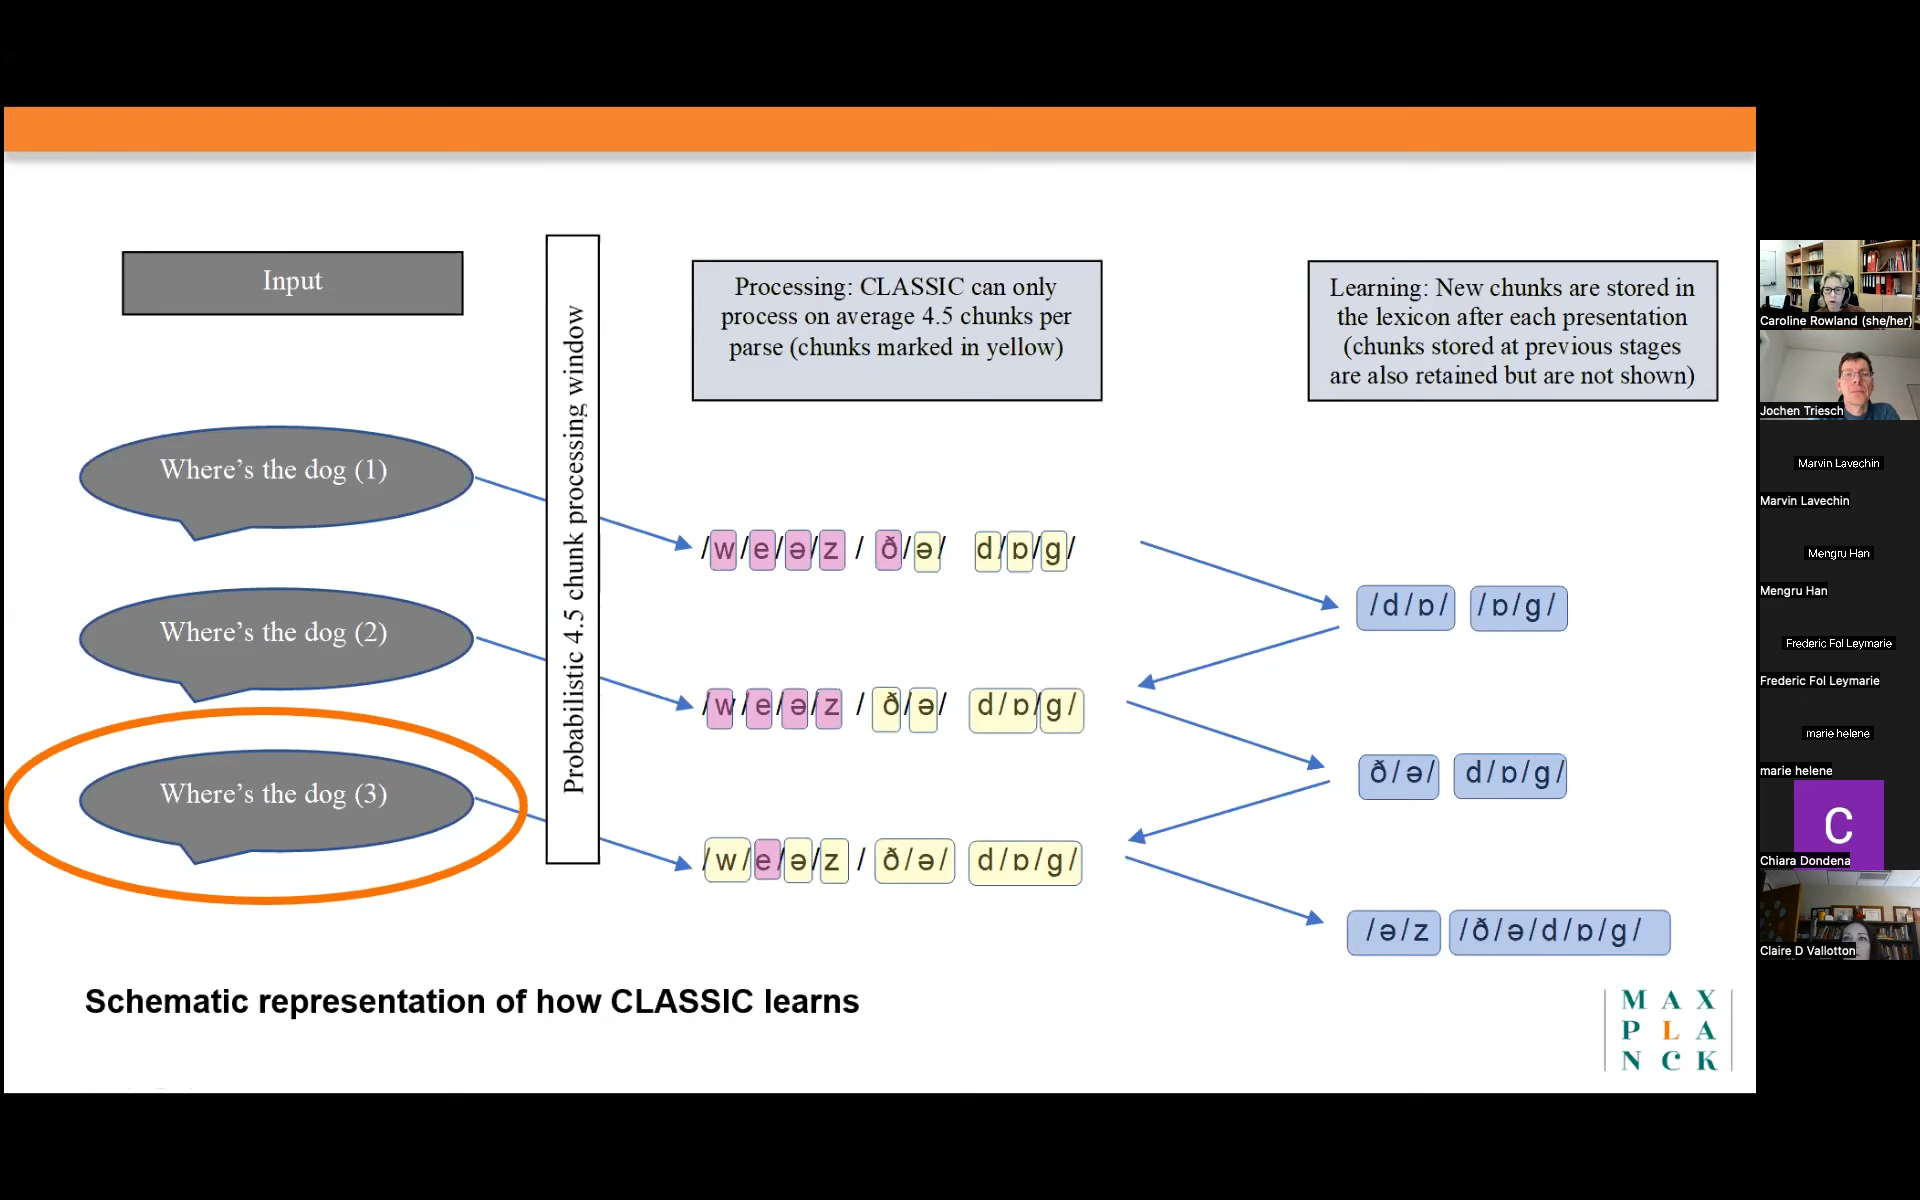 Input
Probabilistic 4.5 chunk processing window
Processing: CLASSIC can only
process on average 4.5 chunks per
parse (chunks marked in yellow)
Learning: New chunks are stored in
the lexicon after each presentation
(chunks stored at previous stages
are also retained but are not shown)
Where's the dog (1)
/w/e/ə/z / ð/ə/ d/ɒ/g/
/d/ɒ/ /ɒ/g/
Where's the dog (2)
/w/e/ə/z / ð/ə/ d/ɒ/g/
ð/ə/ d/ɒ/g/
Where's the dog (3)
/w/e/ə/z / ð/ə/ d/ɒ/g/
/ə/z /ð/ə/d/ɒ/g/
Schematic representation of how CLASSIC learns
MAX
PLA
NCK
Caroline Rowland (she/her)
Jochen Triesch
Marvin Lavechin
Marvin Lavechin
Mengru Han
Mengru Han
Frederic Fol Leymarie
Frederic Fol Leymarie
marie helene
marie helene
C
Chiara Dondena
Claire D Vallotton